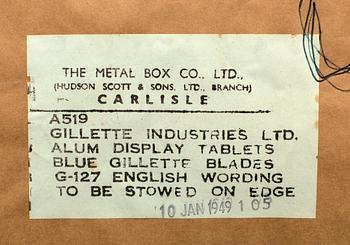 THE METAL BOX CO., LTD.,
(HUDSON SCOTT & SONS. LTD., BRANCH)
CARLISLE
A519
GILLETTE INDUSTRIES LTD.
ALUM DISPLAY TABLETS
BLUE GILLETTE BLADES
G-127 ENGLISH WORDING
TO BE STOWED ON EDGE
10 JAN 1949 1 05